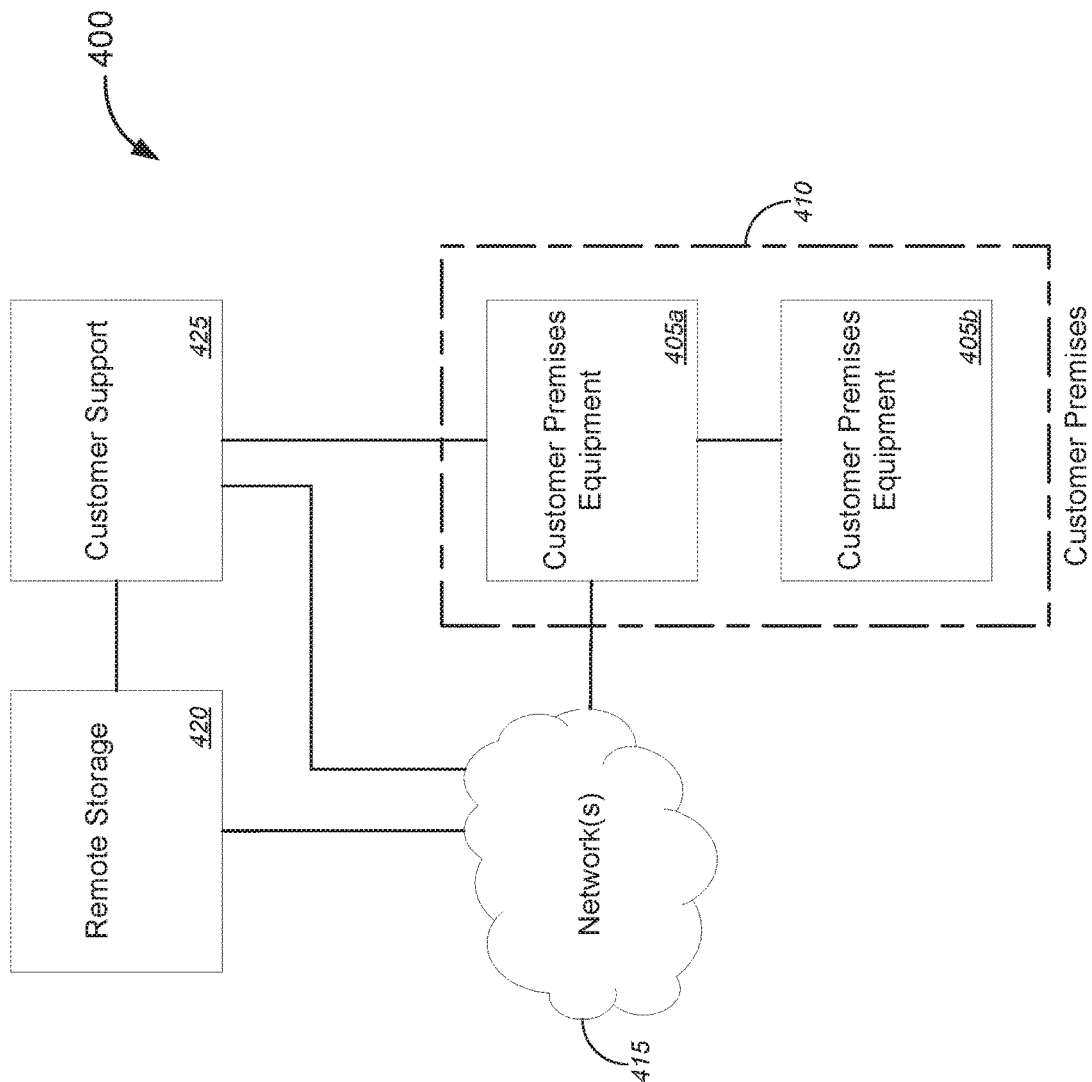 400
Remote Storage
420
Customer Support
425
Network(s)
415
Customer Premises
Equipment
405a
410
Customer Premises
Equipment
405b
Customer Premises